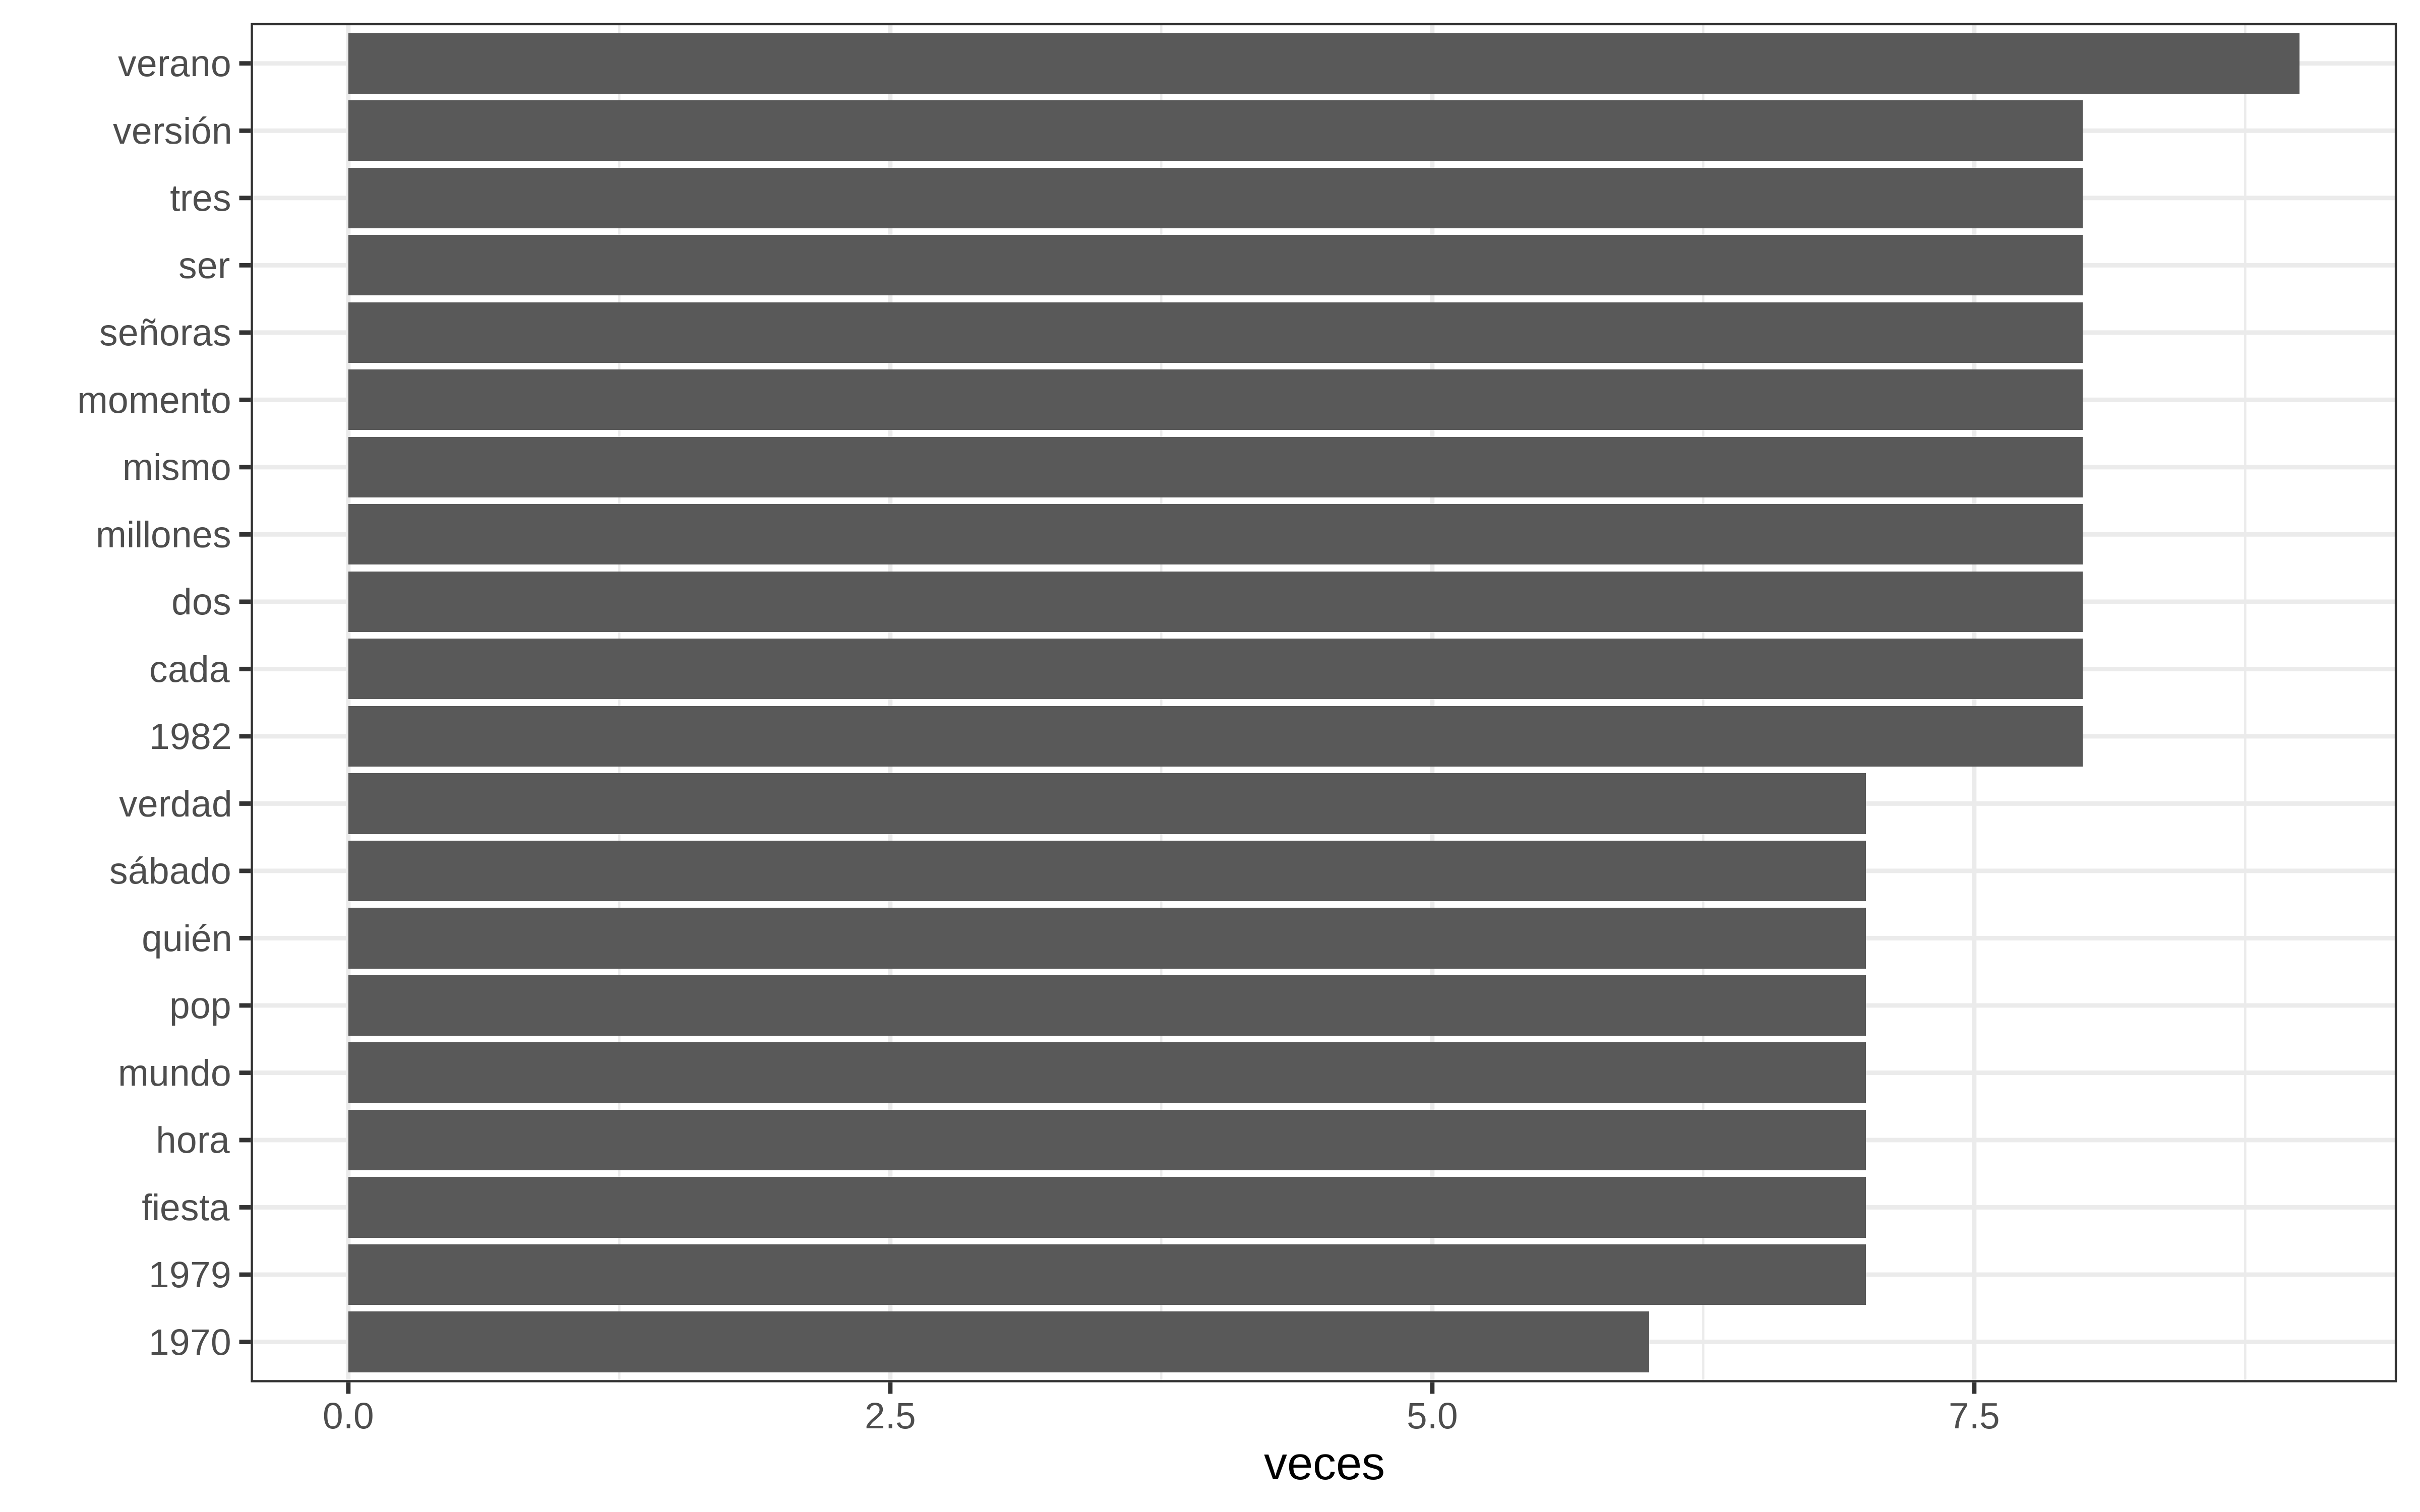 verano
versión
tres
ser
señoras
momento
mismo
millones
dos
cada
1982
verdad
sábado
quién
pop
mundo
hora
fiesta
1979
1970
0.0 2.5 5.0 7.5
veces